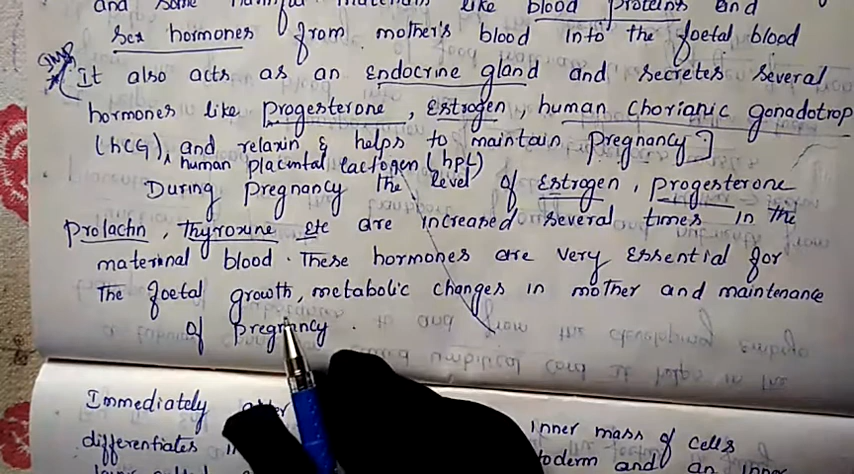 and some harmful materials like blood proteins and
sex hormones from mother's blood into the foetal blood
Imp
It also acts as an endocrine gland and secretes several
hormones like progesterone, Estrogen, human chorianic gonadotrop
(hCG), and relaxin, & helps to maintain pregnancy]
human placental lactogen (hpL)
During pregnancy the level of Estrogen, progesterone
prolactin, Thyroxine etc are increased several times in the
maternal blood. These hormones are very essential for
The foetal growth, metabolic changes in mother and maintenance
of pregnancy.
Immediately after
inner mass of cells
differentiates
toderm and an inner